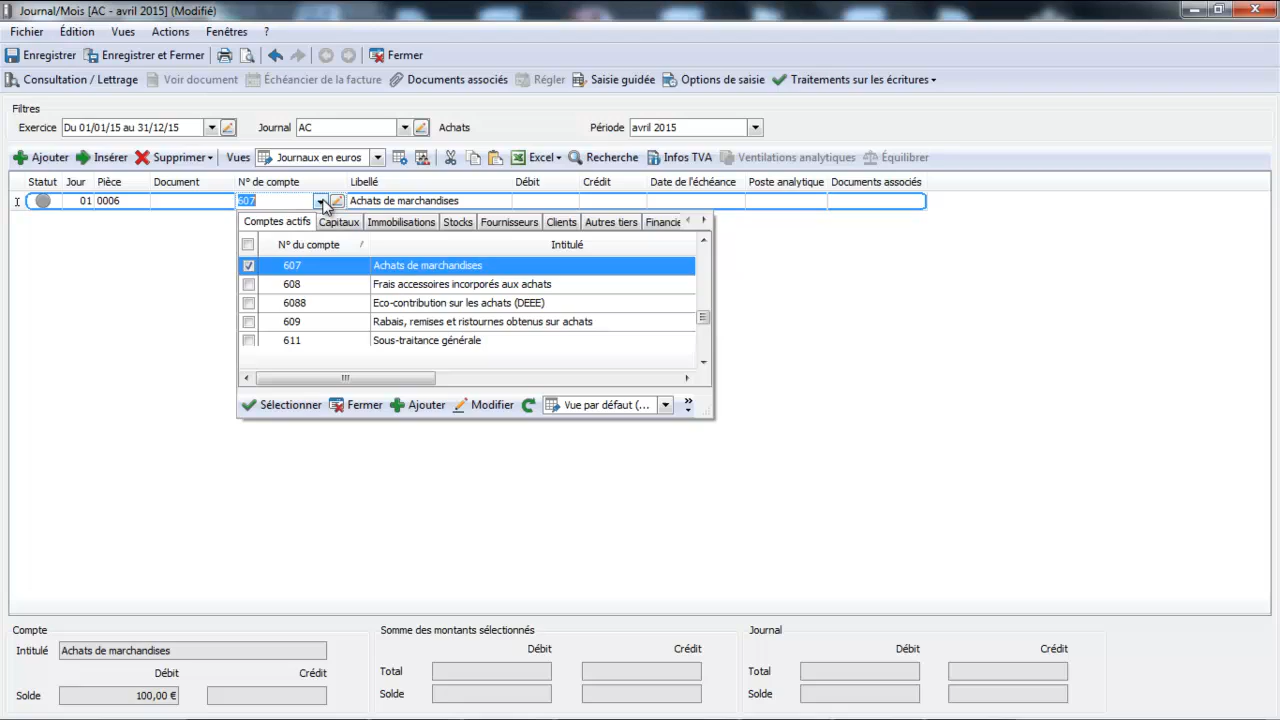 Journal/Mois [AC - avril 2015] (Modifié)
Fichier Édition Vues Actions Fenêtres ?
Enregistrer Enregistrer et Fermer Fermer
Consultation / Lettrage Voir document Échéancier de la facture Documents associés Régler Saisie guidée Options de saisie Traitements sur les écritures
Filtres
Exercice Du 01/01/15 au 31/12/15 Journal AC Achats Période avril 2015
Ajouter Insérer Supprimer Vues Journaux en euros Excel Recherche Infos TVA Ventilations analytiques Équilibrer
Statut Jour Pièce Document N° de compte Libellé Débit Crédit Date de l'échéance Poste analytique Documents associés
01 0006 607 Achats de marchandises
Comptes actifs Capitaux Immobilisations Stocks Fournisseurs Clients Autres tiers Financie
N° du compte Intitulé
607 Achats de marchandises
608 Frais accessoires incorporés aux achats
6088 Eco-contribution sur les achats (DEEE)
609 Rabais, remises et ristournes obtenus sur achats
611 Sous-traitance générale
Sélectionner Fermer Ajouter Modifier Vue par défaut (...
Compte Somme des montants sélectionnés Journal
Intitulé Achats de marchandises Débit Crédit Débit Crédit
Débit Crédit Total Total
Solde 100,00 € Solde Solde